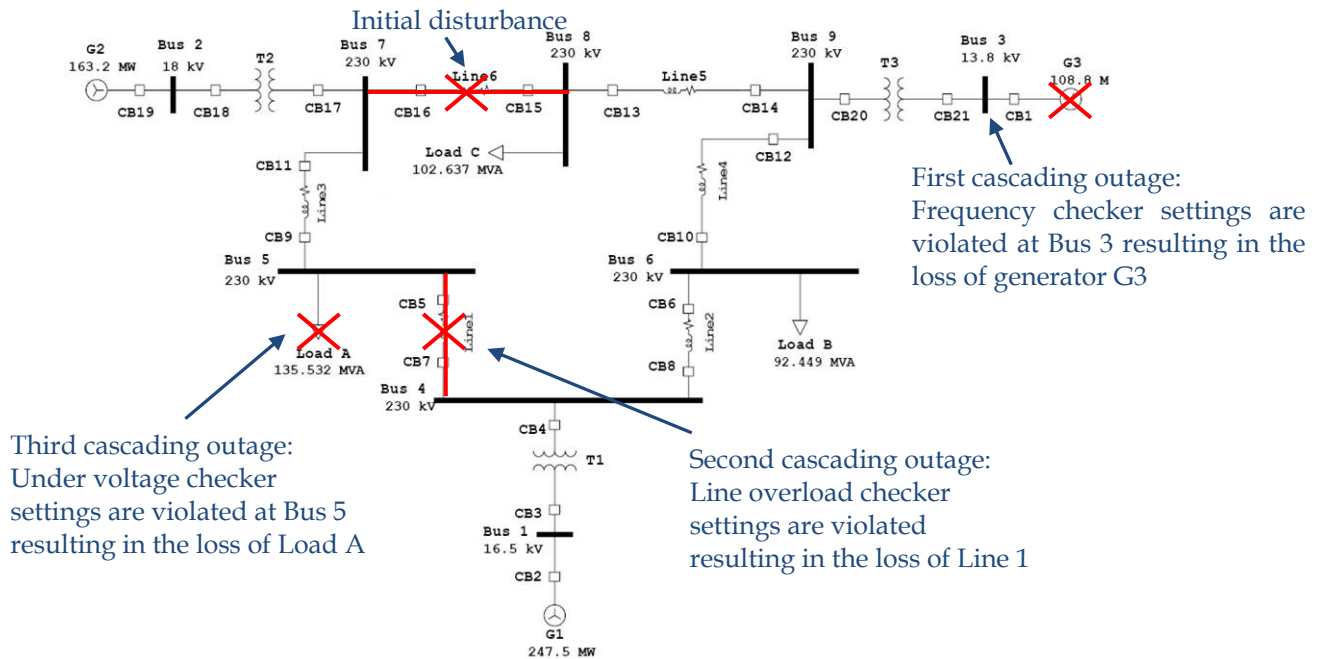 Initial disturbance
G2
163.2 MW
Bus 2
18 kV
T2
Bus 7
230 kV
Line6
Bus 8
230 kV
Line5
Bus 9
230 kV
T3
Bus 3
13.8 kV
G3
108.8 M
CB19
CB18
CB17
CB16
CB15
CB13
CB14
CB20
CB21
CB1
CB11
Load C
102.637 MVA
CB12
Line3
Line4
First cascading outage:
Frequency checker settings are
violated at Bus 3 resulting in the
loss of generator G3
CB9
CB10
Bus 5
230 kV
Bus 6
230 kV
CB5
Line1
CB7
CB6
Line2
CB8
Load A
135.532 MVA
Load B
92.449 MVA
Bus 4
230 kV
Third cascading outage:
Under voltage checker
settings are violated at Bus 5
resulting in the loss of Load A
CB4
T1
CB3
Bus 1
16.5 kV
CB2
G1
247.5 MW
Second cascading outage:
Line overload checker
settings are violated
resulting in the loss of Line 1